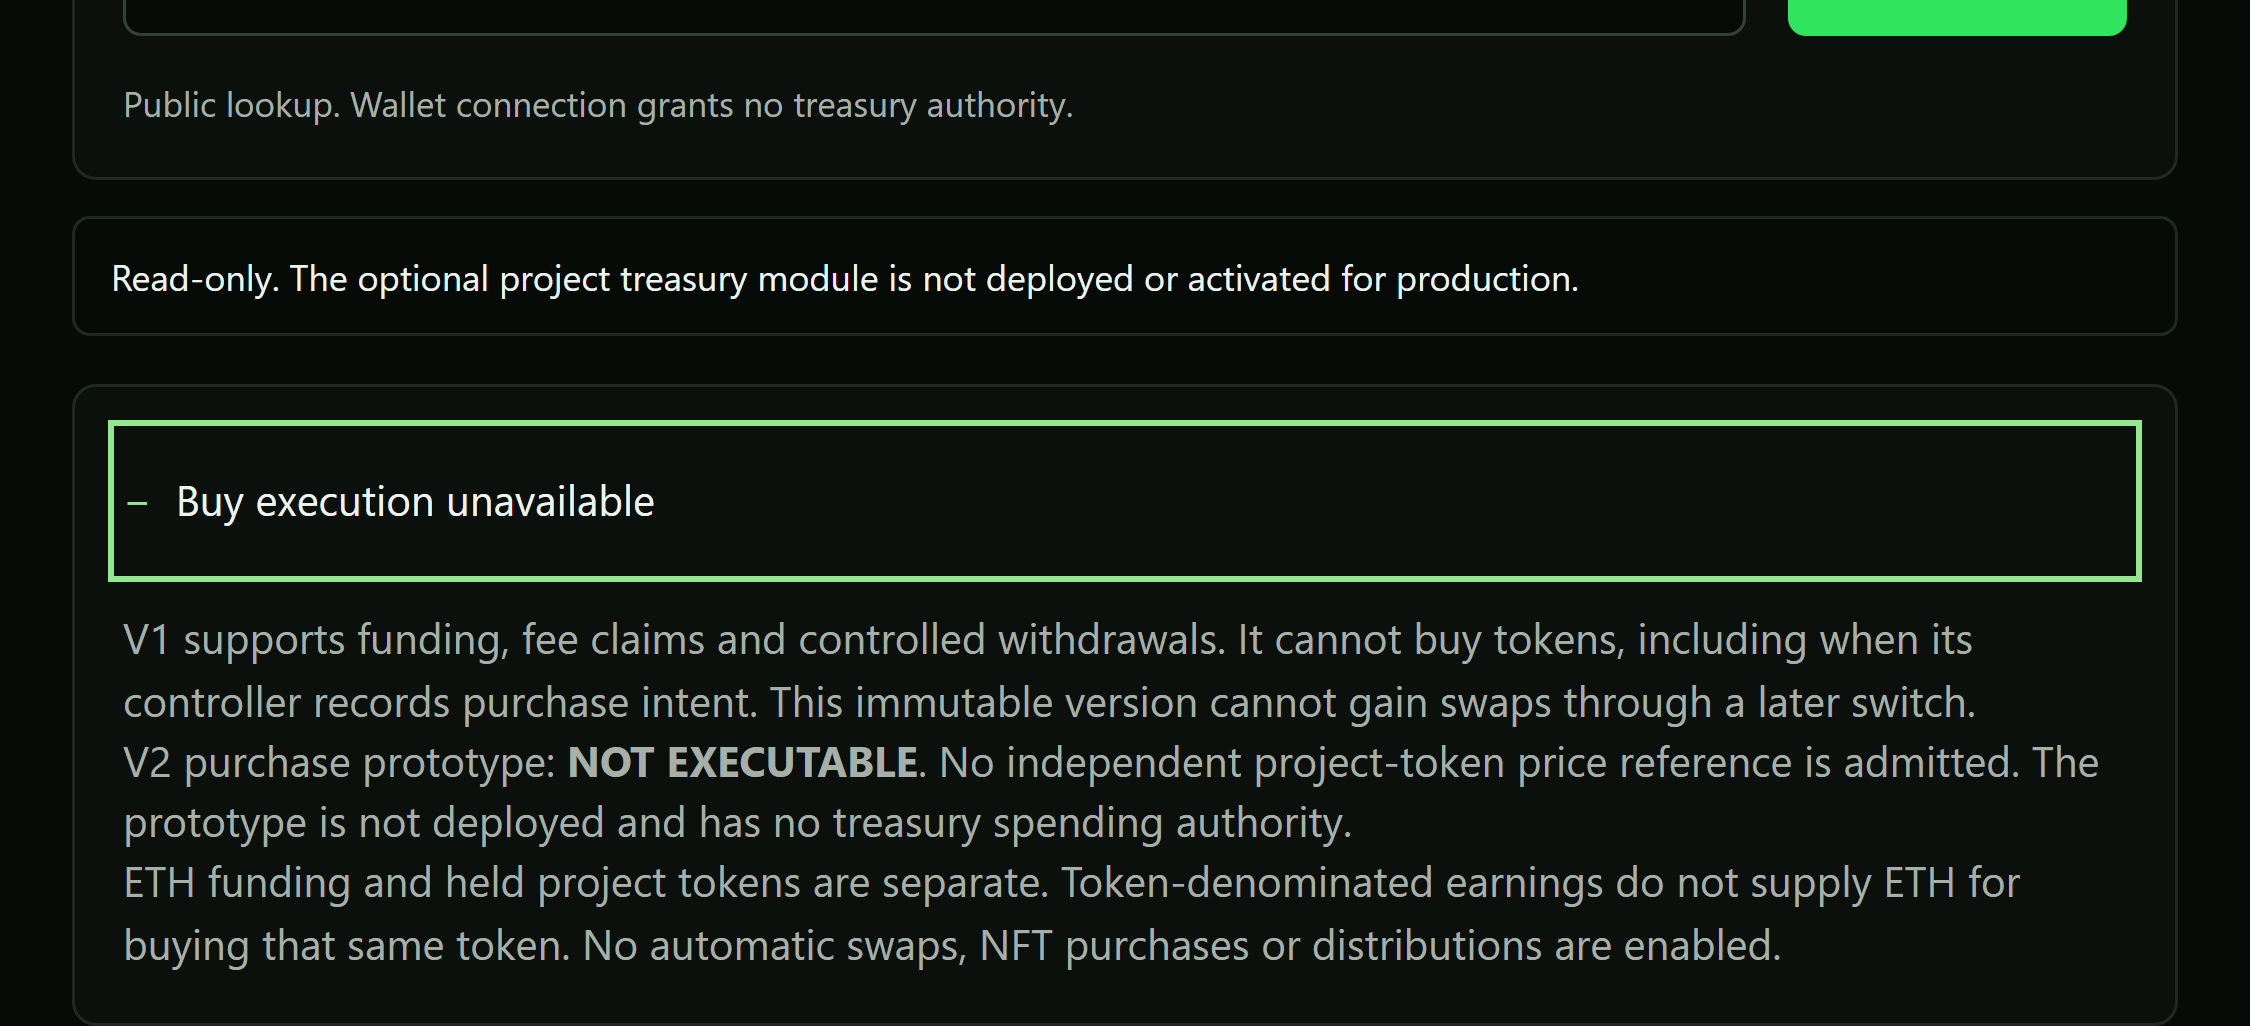 Public lookup. Wallet connection grants no treasury authority.
Read-only. The optional project treasury module is not deployed or activated for production.
– Buy execution unavailable
V1 supports funding, fee claims and controlled withdrawals. It cannot buy tokens, including when its
controller records purchase intent. This immutable version cannot gain swaps through a later switch.
V2 purchase prototype: NOT EXECUTABLE. No independent project-token price reference is admitted. The
prototype is not deployed and has no treasury spending authority.
ETH funding and held project tokens are separate. Token-denominated earnings do not supply ETH for
buying that same token. No automatic swaps, NFT purchases or distributions are enabled.